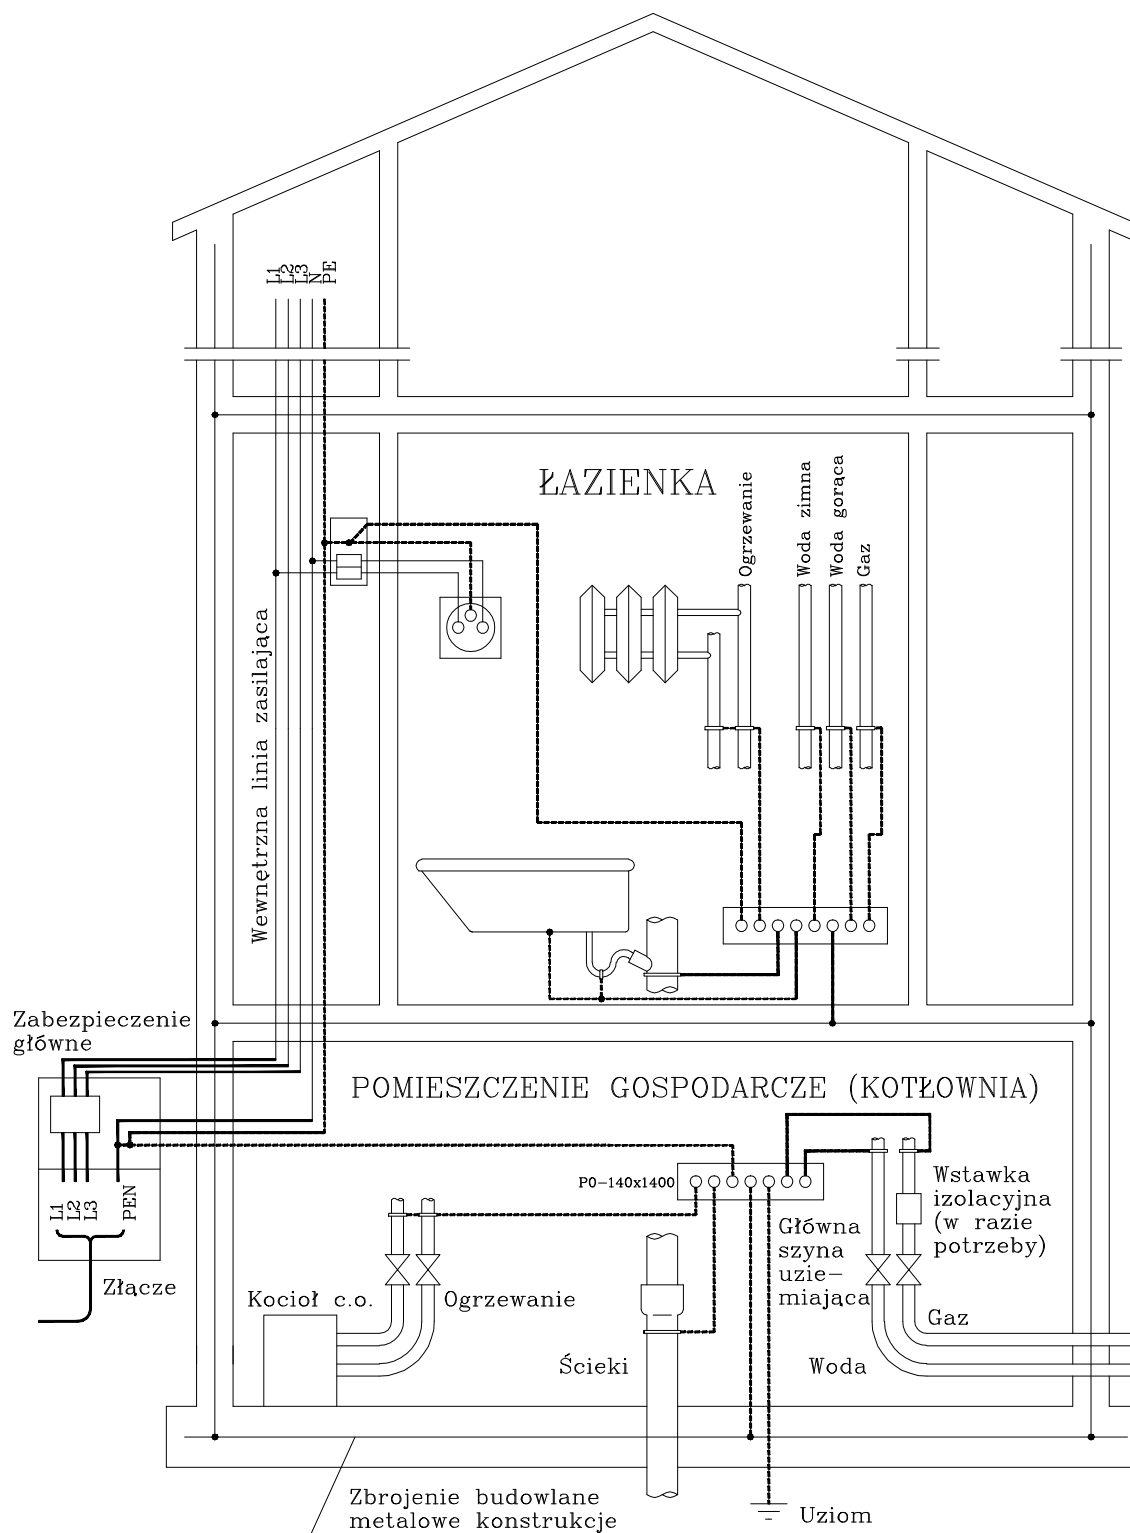 L1
L2
L3
N
PE
ŁAZIENKA
Ogrzewanie
Woda zimna
Woda gorąca
Gaz
Wewnętrzna linia zasilająca
Zabezpieczenie
główne
POMIESZCZENIE GOSPODARCZE (KOTŁOWNIA)
PO-140x1400
L1
L2
L3
PEN
Złącze
Wstawka
izolacyjna
(w razie
potrzeby)
Główna
szyna
uzie-
miająca
Kocioł c.o.
Ogrzewanie
Gaz
Ścieki
Woda
Zbrojenie budowlane
metalowe konstrukcje
Uziom